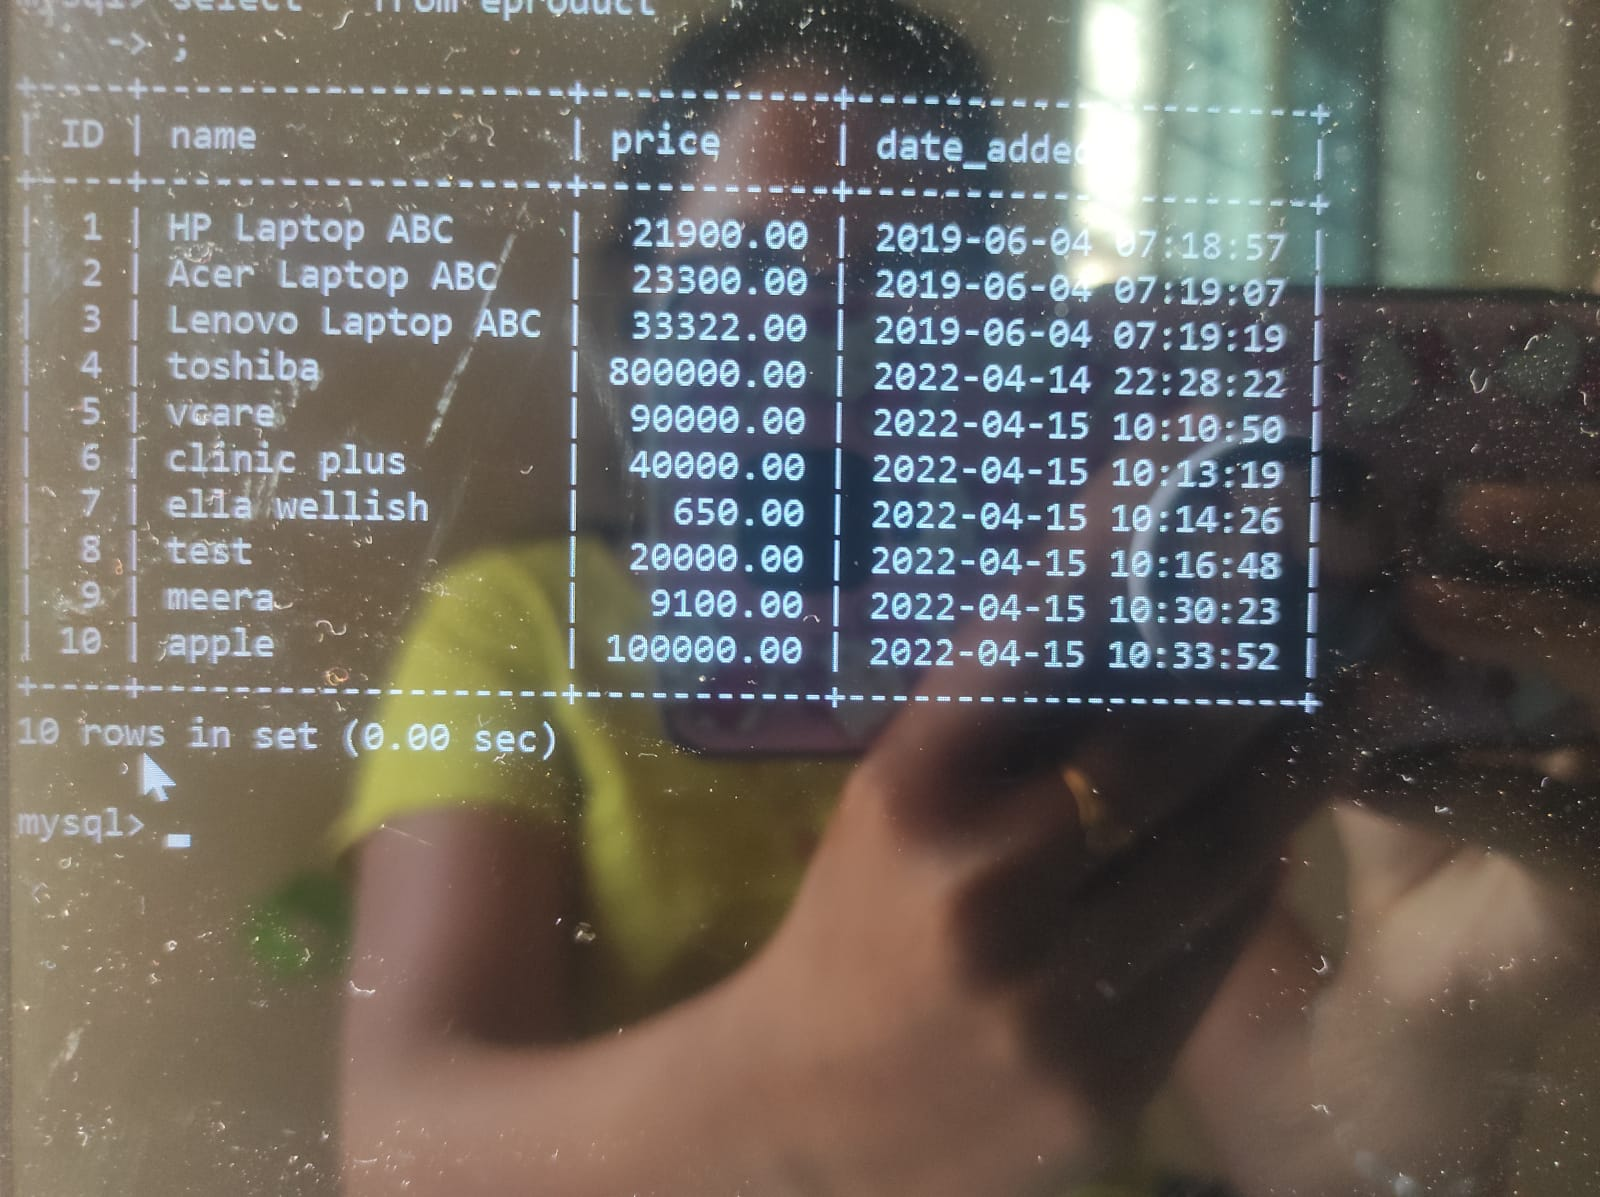 mysql> select * from eproduct
-> ;
+----+--------------------+-----------+---------------------+
| ID | name | price | date_added |
+----+--------------------+-----------+---------------------+
| 1 | HP Laptop ABC | 21900.00 | 2019-06-04 07:18:57 |
| 2 | Acer Laptop ABC | 23300.00 | 2019-06-04 07:19:07 |
| 3 | Lenovo Laptop ABC | 33322.00 | 2019-06-04 07:19:19 |
| 4 | toshiba | 800000.00 | 2022-04-14 22:28:22 |
| 5 | vcare | 90000.00 | 2022-04-15 10:10:50 |
| 6 | clinic plus | 40000.00 | 2022-04-15 10:13:19 |
| 7 | ella wellish | 650.00 | 2022-04-15 10:14:26 |
| 8 | test | 20000.00 | 2022-04-15 10:16:48 |
| 9 | meera | 9100.00 | 2022-04-15 10:30:23 |
| 10 | apple | 100000.00 | 2022-04-15 10:33:52 |
+----+--------------------+-----------+---------------------+
10 rows in set (0.00 sec)
mysql> _